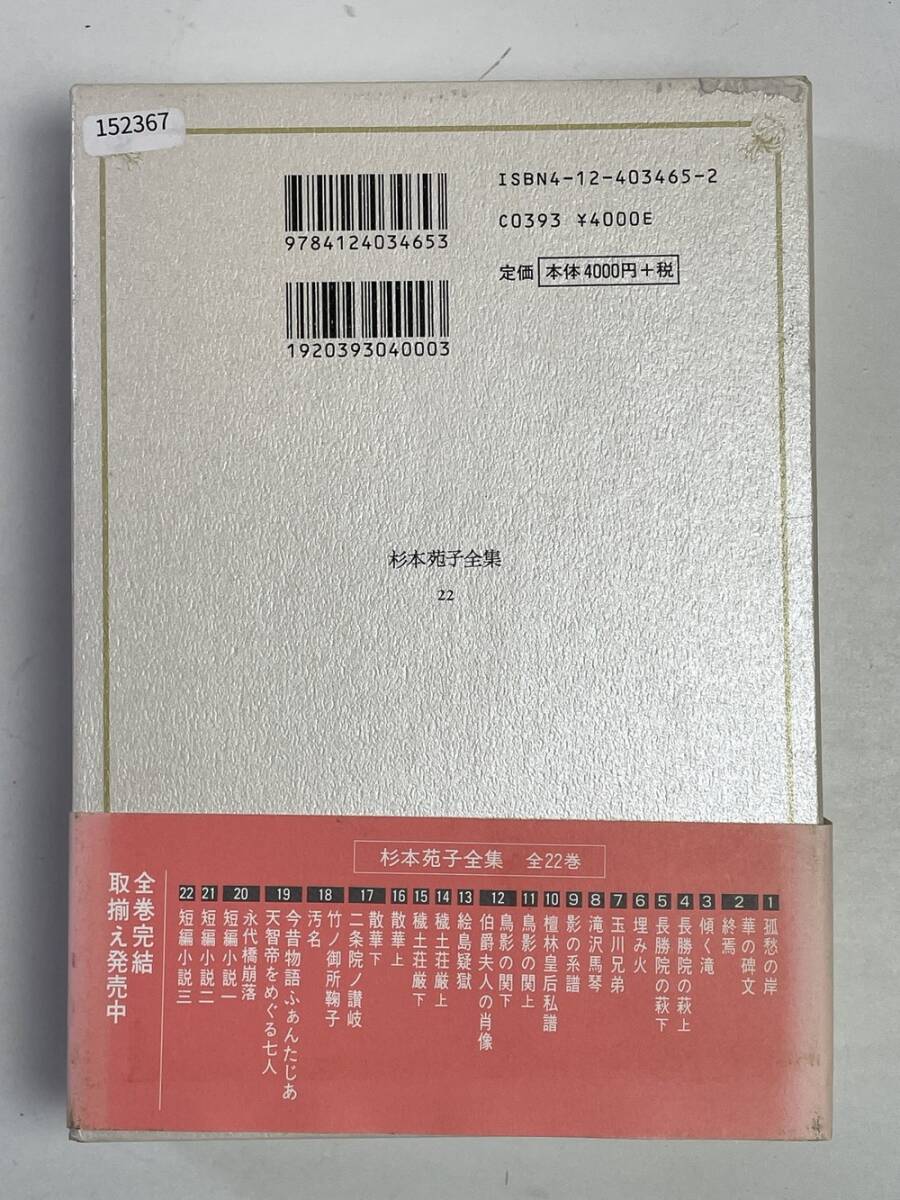 152367
ISBN4-12-403465-2
C0393 ¥4000E
定価 本体4000円+税
9784124034653
1920393040003
杉本苑子全集
22
杉本苑子全集 全22巻
1 孤愁の岸
2 華の碑文
終焉
3 傾く滝
4 長勝院の萩上
5 長勝院の萩下
6 埋み火
7 玉川兄弟
8 滝沢馬琴
9 影の系譜
10 檀林皇后私譜
11 鳥影の関上
12 鳥影の関下
伯爵夫人の肖像
13 絵島疑獄
14 穢土荘厳上
15 穢土荘厳下
16 散華上
17 散華下
二条院ノ讃岐
18 竹ノ御所鞠子
汚名
19 今昔物語ふぁんたじあ
天智帝をめぐる七人
20 永代橋崩落
短編小説一
21 短編小説二
22 短編小説三
全巻完結
取揃え発売中